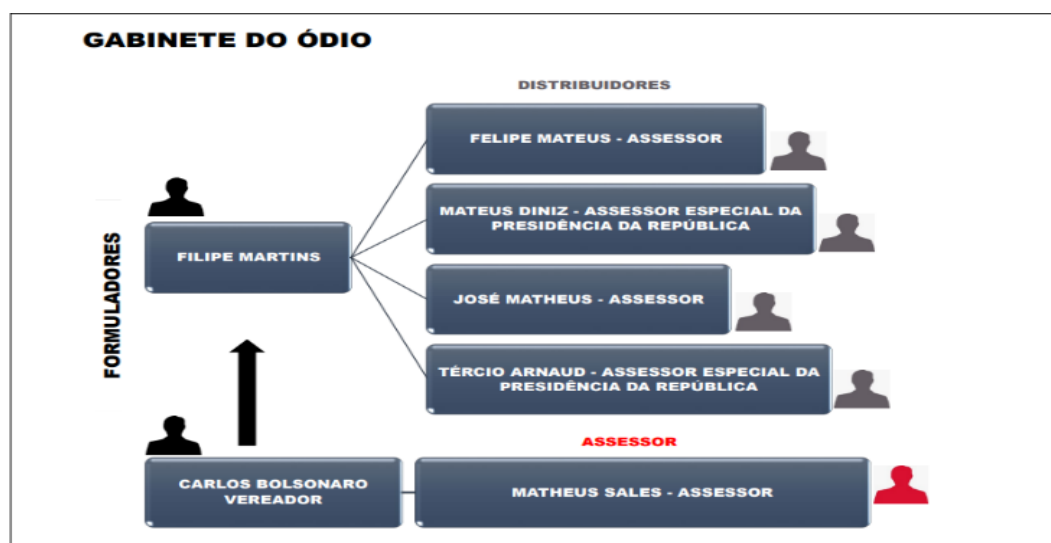 GABINETE DO ÓDIO
DISTRIBUIDORES
FELIPE MATEUS - ASSESSOR
MATEUS DINIZ - ASSESSOR ESPECIAL DA
PRESIDÊNCIA DA REPÚBLICA
FORMULADORES
FILIPE MARTINS
JOSÉ MATHEUS - ASSESSOR
TÉRCIO ARNAUD - ASSESSOR ESPECIAL DA
PRESIDÊNCIA DA REPÚBLICA
ASSESSOR
CARLOS BOLSONARO
VEREADOR
MATHEUS SALES - ASSESSOR